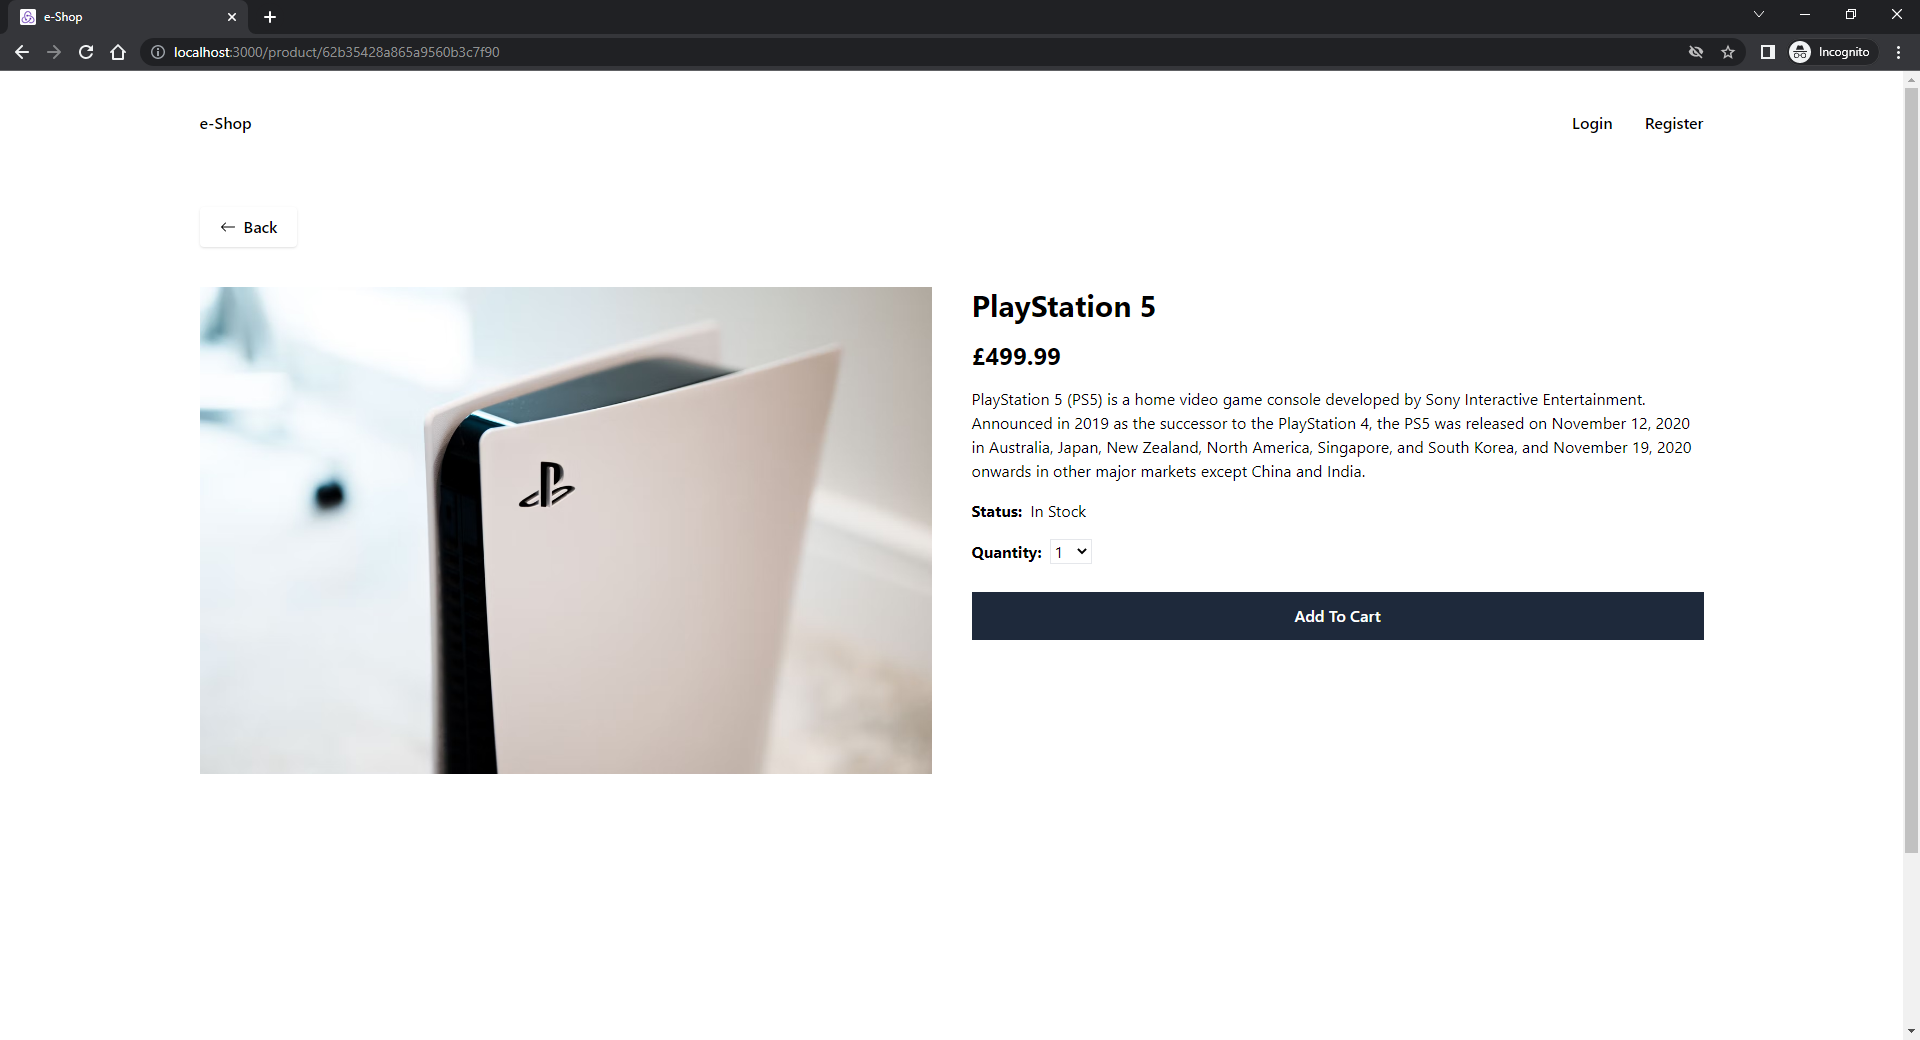 e-Shop
localhost:3000/product/62b35428a865a9560b3c7f90
Incognito
e-Shop
Login
Register
← Back
PlayStation 5
£499.99
PlayStation 5 (PS5) is a home video game console developed by Sony Interactive Entertainment.
Announced in 2019 as the successor to the PlayStation 4, the PS5 was released on November 12, 2020
in Australia, Japan, New Zealand, North America, Singapore, and South Korea, and November 19, 2020
onwards in other major markets except China and India.
Status: In Stock
Quantity: 1
Add To Cart